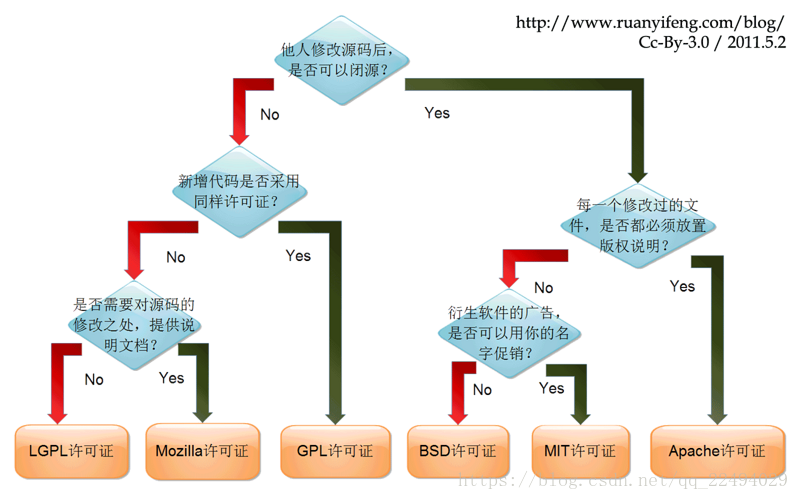 http://www.ruanyifeng.com/blog/
Cc-By-3.0 / 2011.5.2
他人修改源码后，
是否可以闭源？
No
Yes
新增代码是否采用
同样许可证？
每一个修改过的文
件，是否都必须放置
版权说明？
No
Yes
No
Yes
是否需要对源码的
修改之处，提供说
明文档？
衍生软件的广告，
是否可以用你的名
字促销？
No
Yes
No
Yes
LGPL许可证
Mozilla许可证
GPL许可证
BSD许可证
MIT许可证
Apache许可证
https://blog.csdn.net/qq_22494029